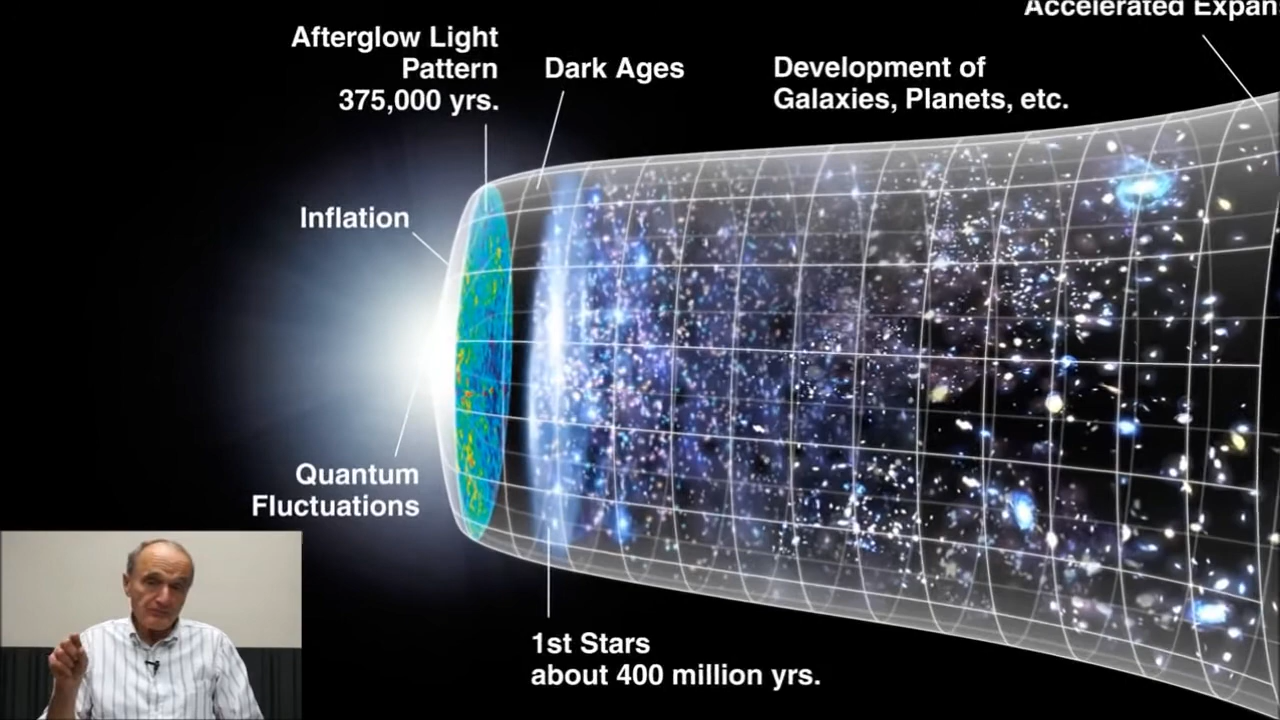 Accelerated Expans
Afterglow Light
Pattern
375,000 yrs.
Dark Ages
Development of
Galaxies, Planets, etc.
Inflation
Quantum
Fluctuations
1st Stars
about 400 million yrs.